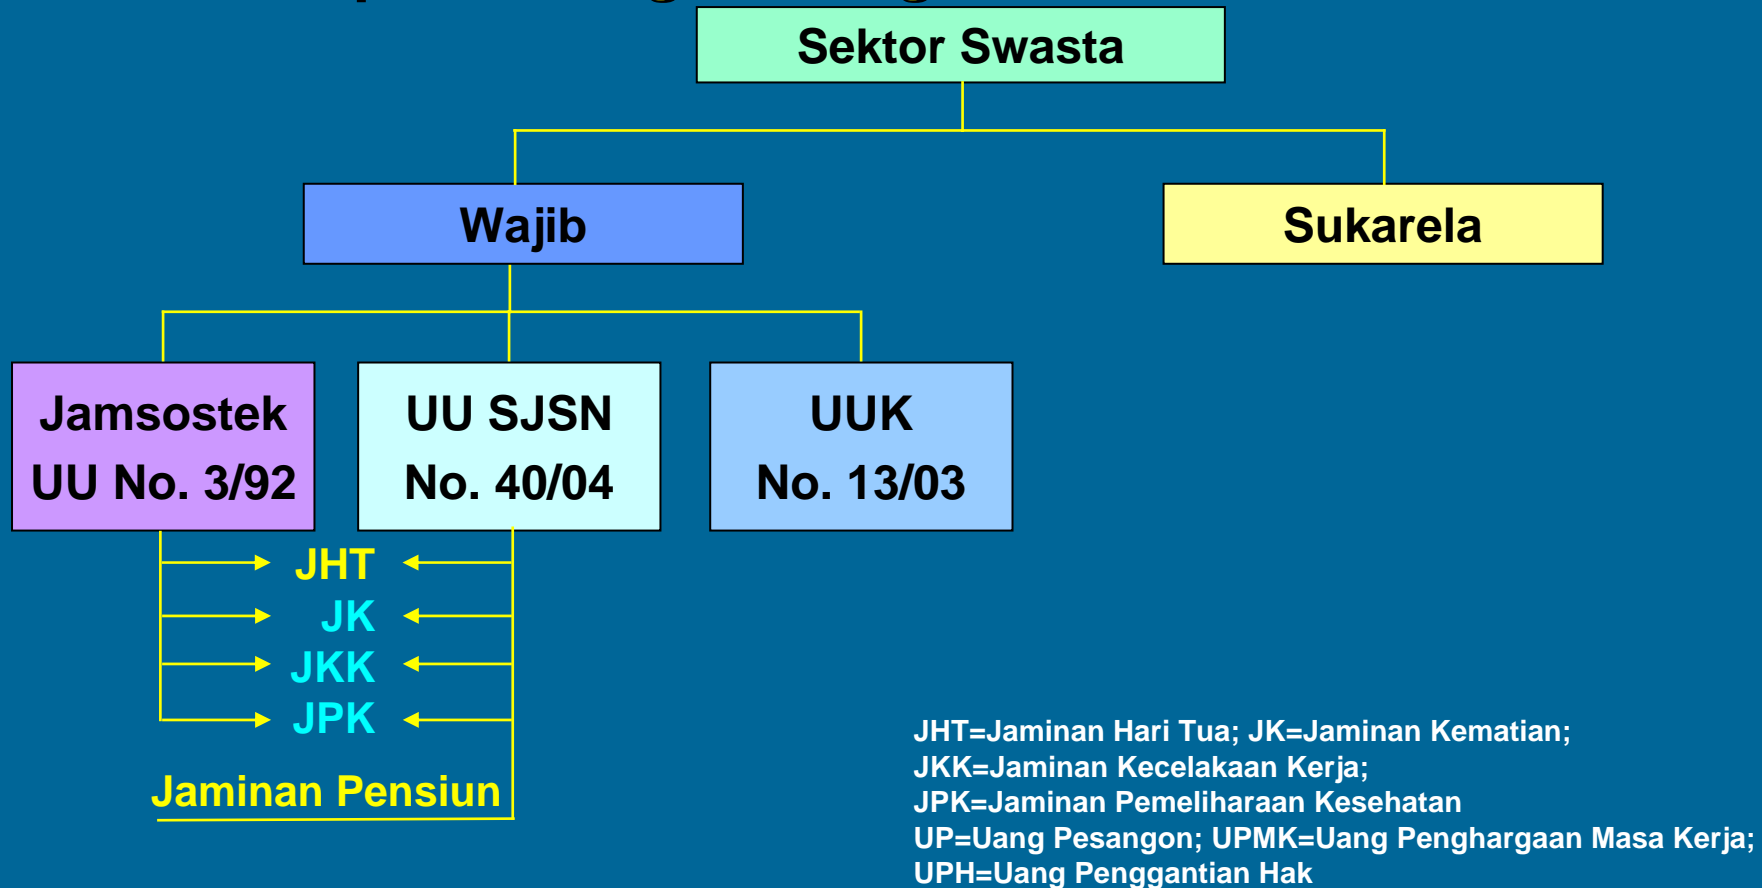 Sektor Swasta
Wajib
Sukarela
Jamsostek
UU No. 3/92
UU SJSN
No. 40/04
UUK
No. 13/03
JHT
JK
JKK
JPK
Jaminan Pensiun
JHT=Jaminan Hari Tua; JK=Jaminan Kematian;
JKK=Jaminan Kecelakaan Kerja;
JPK=Jaminan Pemeliharaan Kesehatan
UP=Uang Pesangon; UPMK=Uang Penghargaan Masa Kerja;
UPH=Uang Penggantian Hak